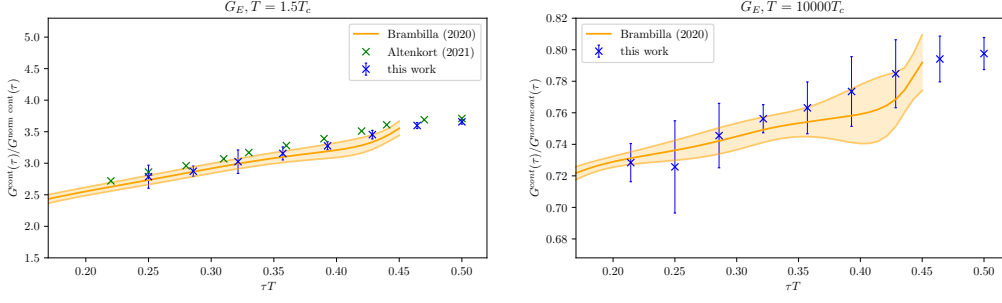 G_E, T = 1.5T_c
5.0
4.5
4.0
3.5
3.0
2.5
2.0
1.5
G^cont(τ)/G^norm cont(τ)
Brambilla (2020)
Altenkort (2021)
this work
0.20 0.25 0.30 0.35 0.40 0.45 0.50
τT
G_E, T = 10000T_c
0.82
0.80
0.78
0.76
0.74
0.72
0.70
0.68
G^cont(τ)/G^normcont(τ)
Brambilla (2020)
this work
0.20 0.25 0.30 0.35 0.40 0.45 0.50
τT